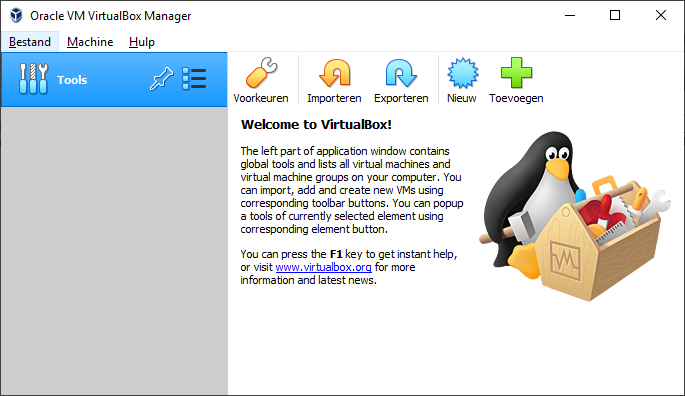 Oracle VM VirtualBox Manager
Bestand Machine Hulp
Tools
Voorkeuren Importeren Exporteren Nieuw Toevoegen
Welcome to VirtualBox!
The left part of application window contains
global tools and lists all virtual machines and
virtual machine groups on your computer. You
can import, add and create new VMs using
corresponding toolbar buttons. You can popup
a tools of currently selected element using
corresponding element button.
You can press the F1 key to get instant help,
or visit www.virtualbox.org for more
information and latest news.